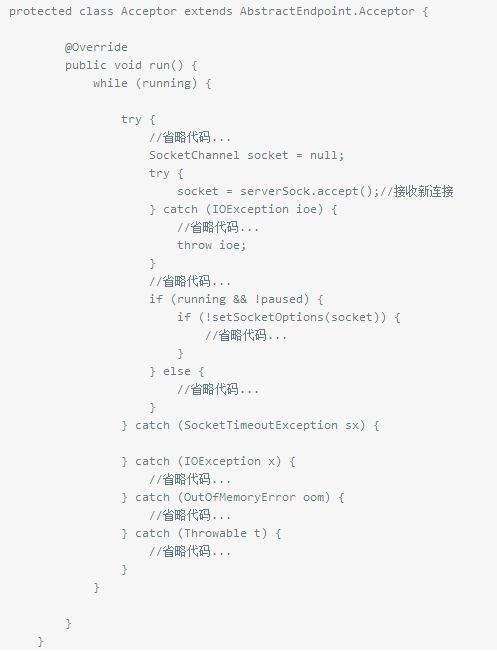 protected class Acceptor extends AbstractEndpoint.Acceptor {
@Override
public void run() {
while (running) {
try {
//省略代码...
SocketChannel socket = null;
try {
socket = serverSock.accept();//接收新连接
} catch (IOException ioe) {
//省略代码...
throw ioe;
}
//省略代码...
if (running && !paused) {
if (!setSocketOptions(socket)) {
//省略代码...
}
} else {
//省略代码...
}
} catch (SocketTimeoutException sx) {
} catch (IOException x) {
//省略代码...
} catch (OutOfMemoryError oom) {
//省略代码...
} catch (Throwable t) {
//省略代码...
}
}
}
}